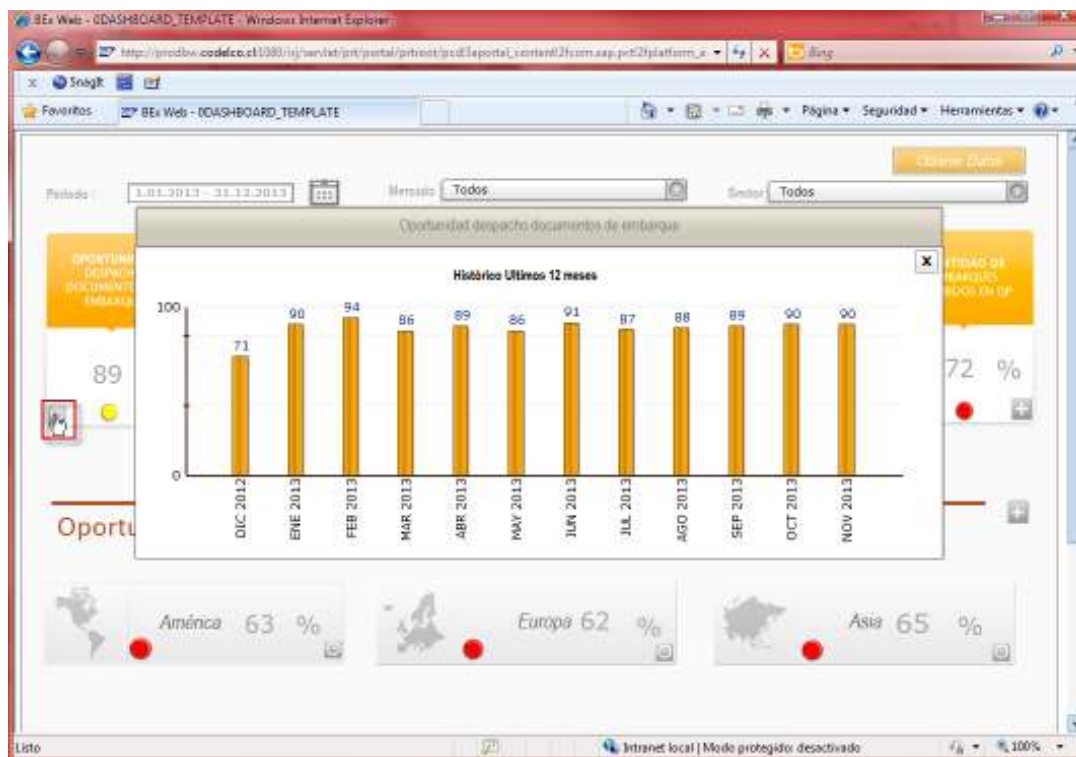 BEx Web - 0DASHBOARD_TEMPLATE - Windows Internet Explorer
Bing
x Snagit
Favoritos BEx Web - 0DASHBOARD_TEMPLATE Página Seguridad Herramientas
Obtener Datos
Periodo : 1.01.2013 - 31.12.2013 Mercado Todos Sector Todos
Oportunidad despacho documentos de embarque
X
Histórico Ultimos 12 meses
100
71 90 94 86 89 86 91 87 88 89 90 90
0
DIC 2012 ENE 2013 FEB 2013 MAR 2013 ABR 2013 MAY 2013 JUN 2013 JUL 2013 AGO 2013 SEP 2013 OCT 2013 NOV 2013
89
72 %
Oportu
América 63 %
Europa 62 %
Asia 65 %
Listo Intranet local | Modo protegido: desactivado 100%